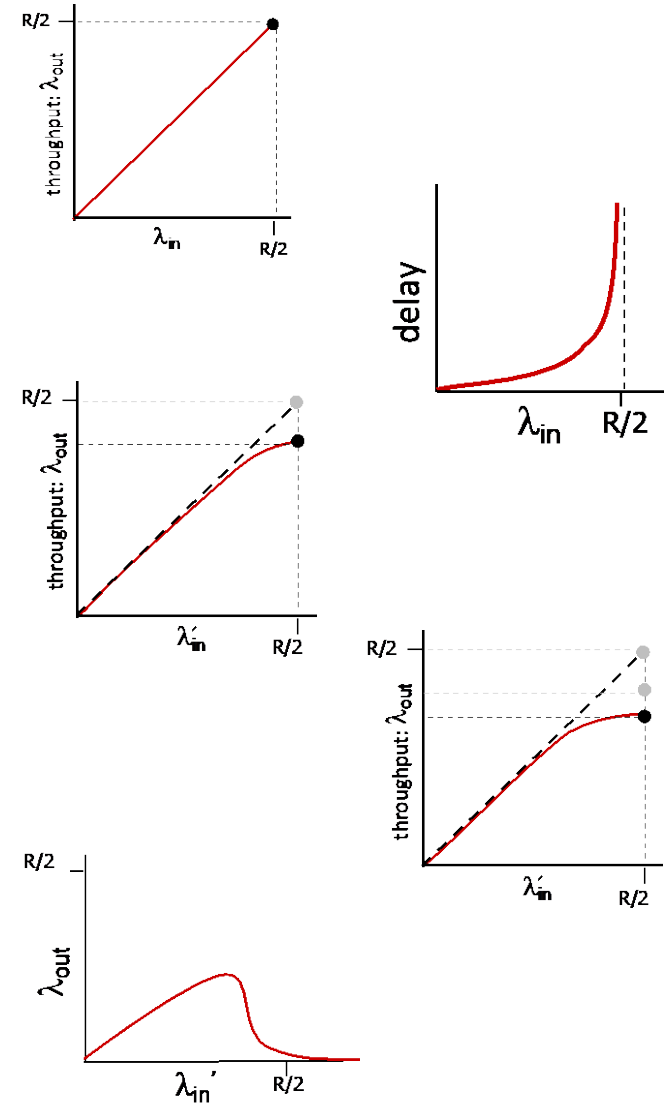 R/2
throughput: λout
λin
R/2
delay
λin
R/2
R/2
throughput: λout
λ'in
R/2
R/2
throughput: λout
λ'in
R/2
R/2
λout
λin'
R/2